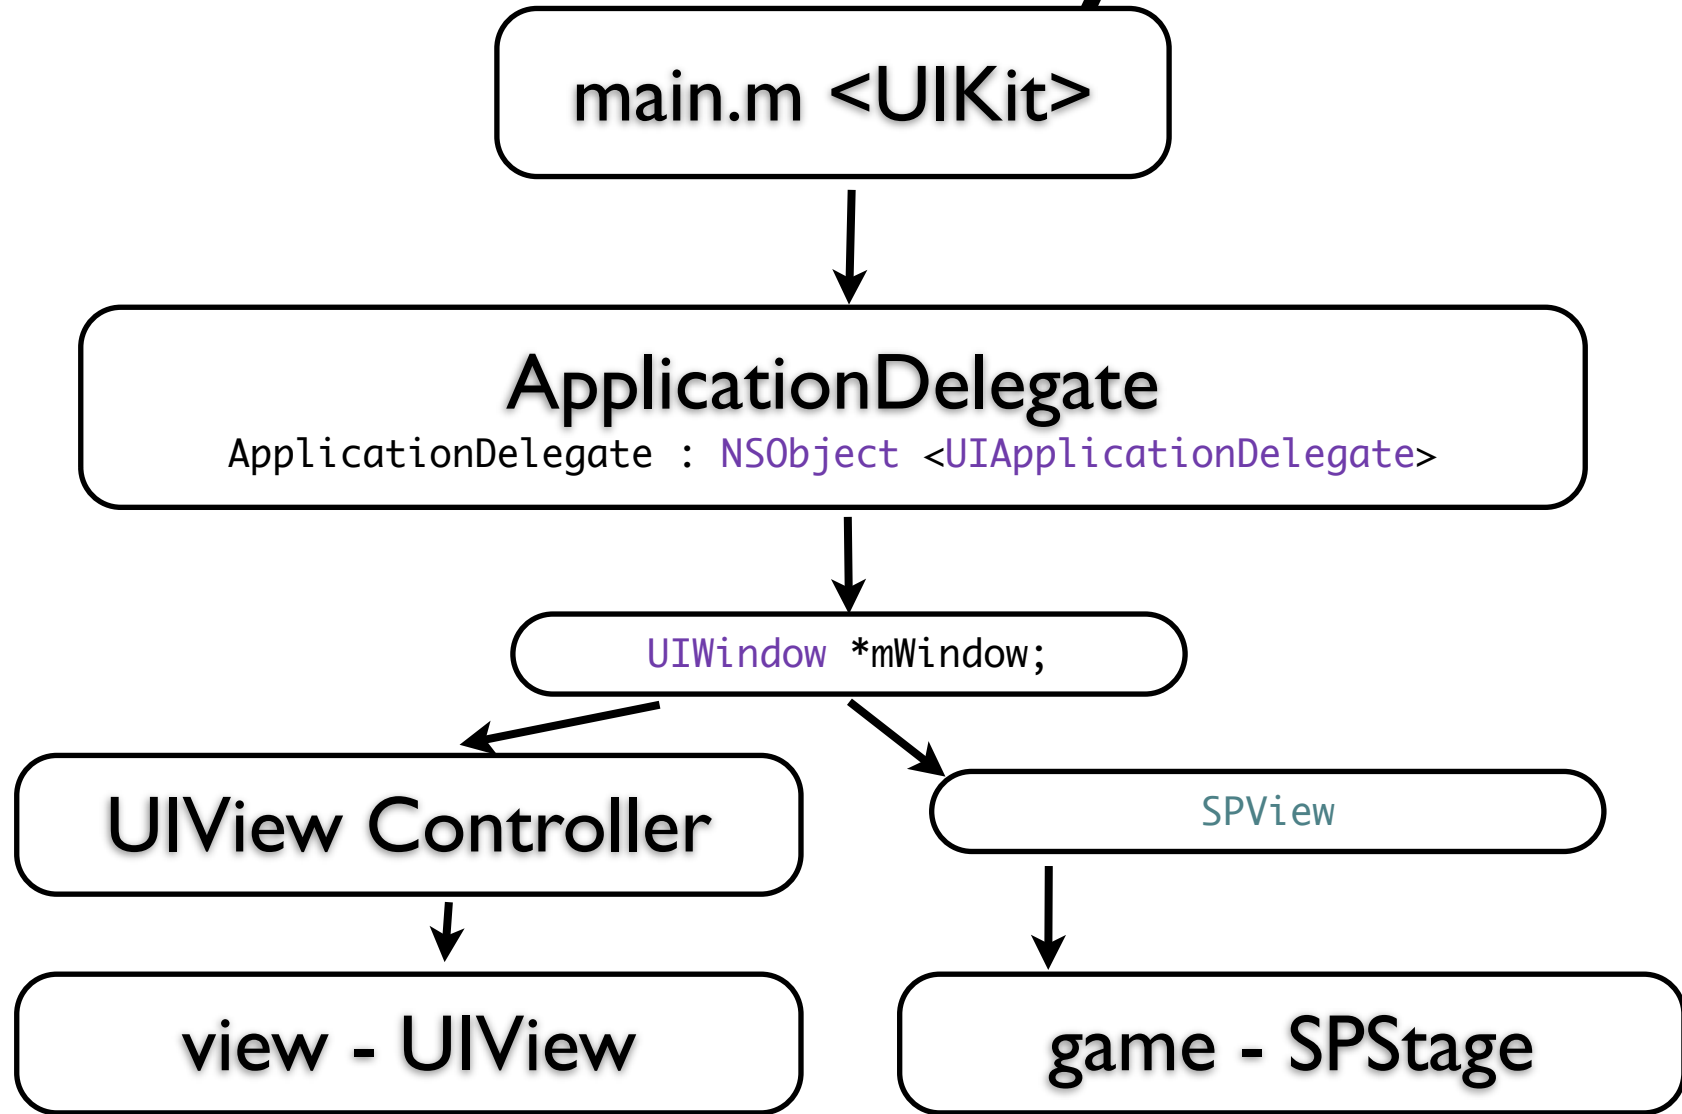 main.m <UIKit>
ApplicationDelegate
ApplicationDelegate : NSObject <UIApplicationDelegate>
UIWindow *mWindow;
UIView Controller
SPView
view - UIView
game - SPStage